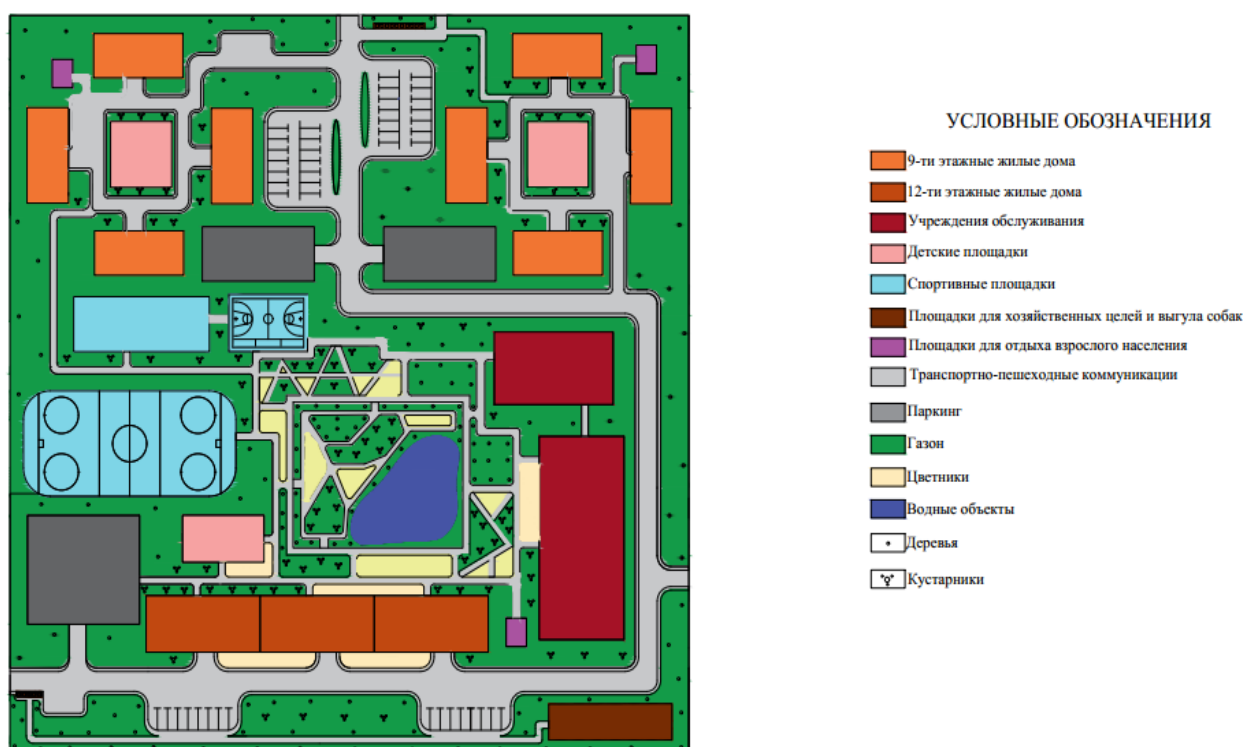 УСЛОВНЫЕ ОБОЗНАЧЕНИЯ
9-ти этажные жилые дома
12-ти этажные жилые дома
Учреждения обслуживания
Детские площадки
Спортивные площадки
Площадки для хозяйственных целей и выгула собак
Площадки для отдыха взрослого населения
Транспортно-пешеходные коммуникации
Паркинг
Газон
Цветники
Водные объекты
Деревья
Кустарники